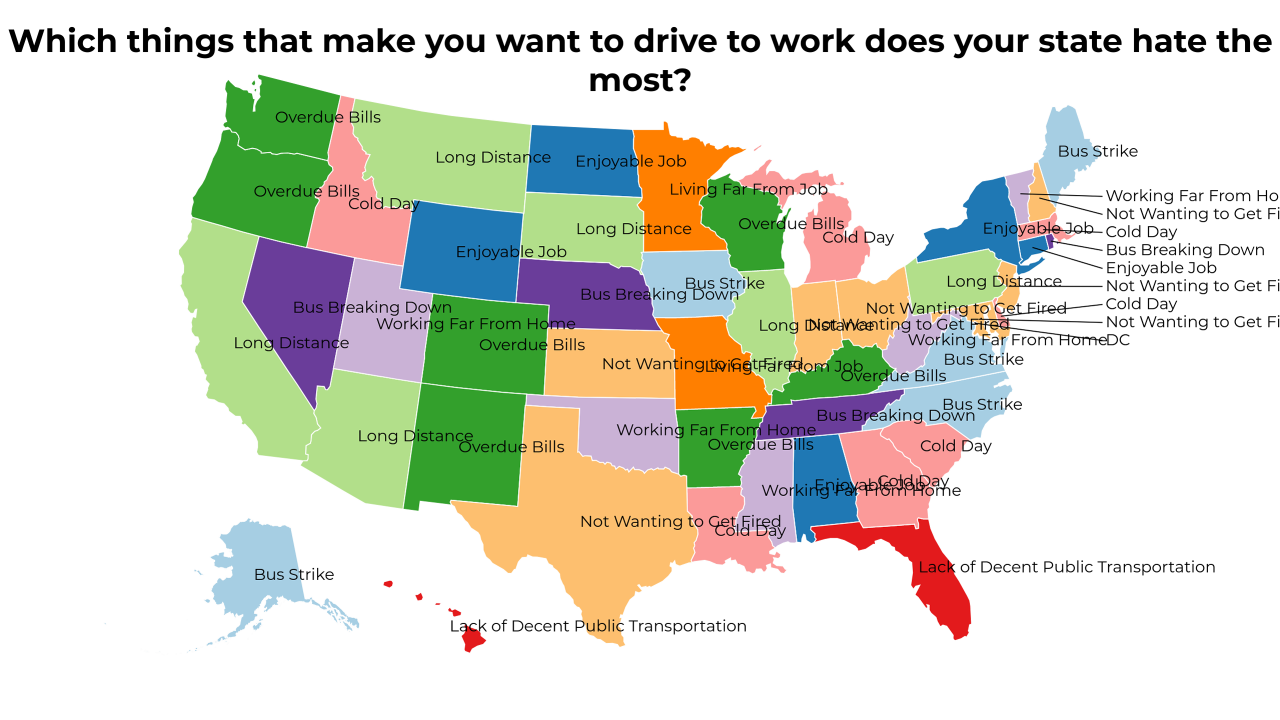 Which things that make you want to drive to work does your state hate the
most?
Overdue Bills
Bus Strike
Long Distance
Enjoyable Job
Living Far From Job
Overdue Bills
Cold Day
Working Far From Ho
Not Wanting to Get Fi
Overdue Bills
Long Distance
Enjoyable Job
Cold Day
Cold Day
Enjoyable Job
Bus Breaking Down
Enjoyable Job
Long Distance
Bus Strike
Not Wanting to Get Fi
Bus Breaking Down
Cold Day
Bus Breaking Down
Not Wanting to Get Fired
Not Wanting to Get Fi
Working Far From Home
Long Distance
Not Wanting to Get Fired
Working Far From Home
DC
Long Distance
Overdue Bills
Bus Strike
Not Wanting to Get Fired
Living Far From Job
Overdue Bills
Bus Strike
Bus Breaking Down
Long Distance
Working Far From Home
Overdue Bills
Overdue Bills
Cold Day
Cold Day
Enjoyable Job
Working Far From Home
Not Wanting to Get Fired
Cold Day
Lack of Decent Public Transportation
Bus Strike
Lack of Decent Public Transportation